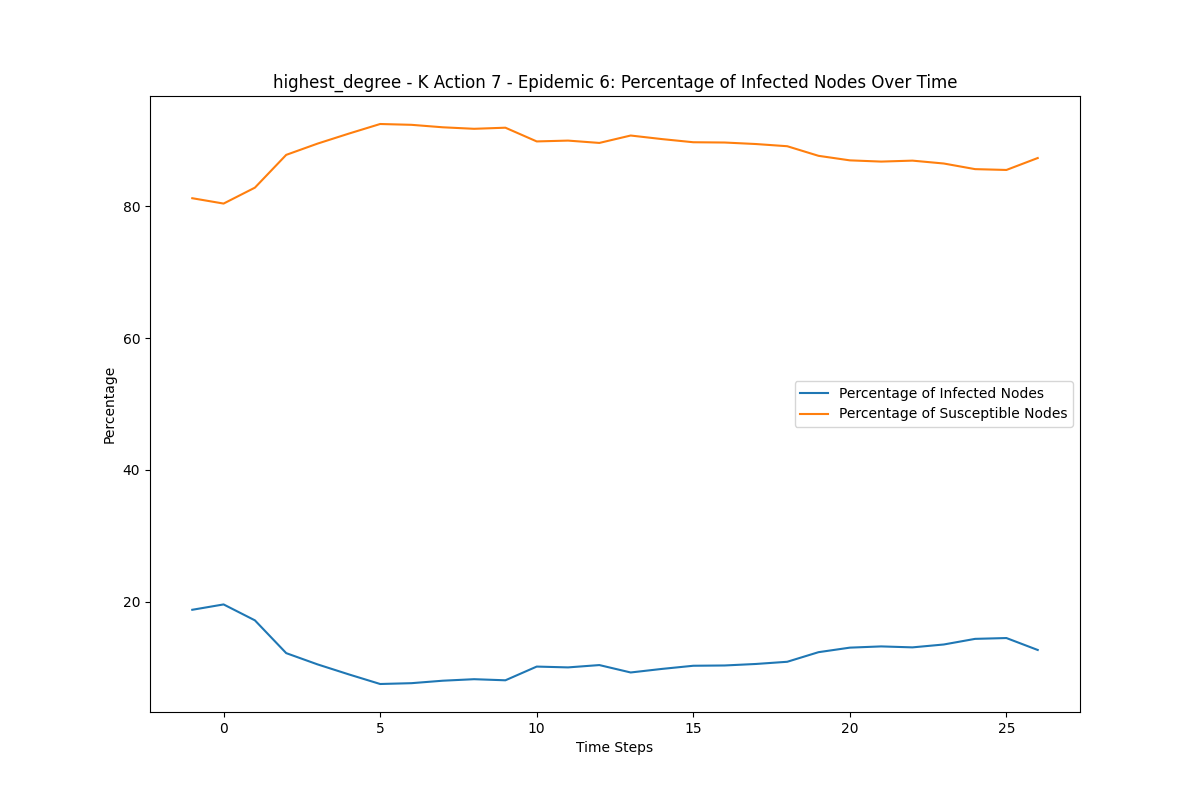 highest_degree - K Action 7 - Epidemic 6: Percentage of Infected Nodes Over Time
Percentage
80
60
40
20
Percentage of Infected Nodes
Percentage of Susceptible Nodes
0 5 10 15 20 25
Time Steps